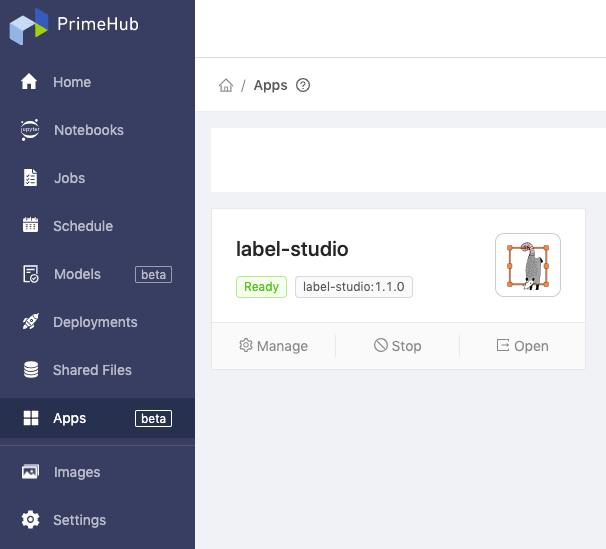 PrimeHub
Home
Notebooks
Jobs
Schedule
Models beta
Deployments
Shared Files
Apps beta
Images
Settings
/ Apps
label-studio
Ready label-studio:1.1.0
Manage Stop Open